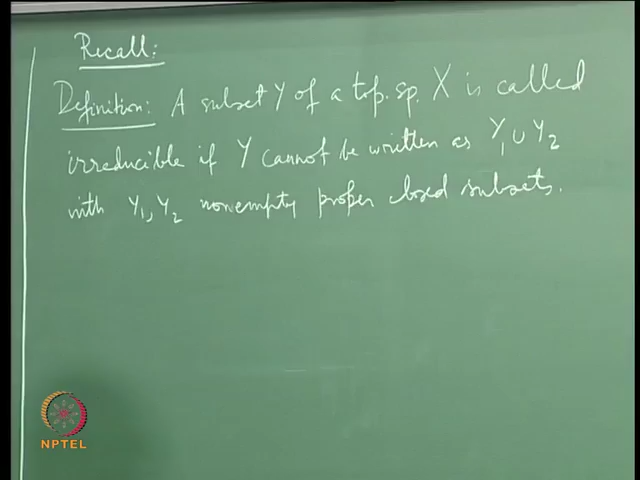 Recall:
Definition: A subset Y of a top. sp. X is called
irreducible if Y cannot be written as Y₁ ∪ Y₂
with Y₁, Y₂ nonempty proper closed subsets.
NPTEL